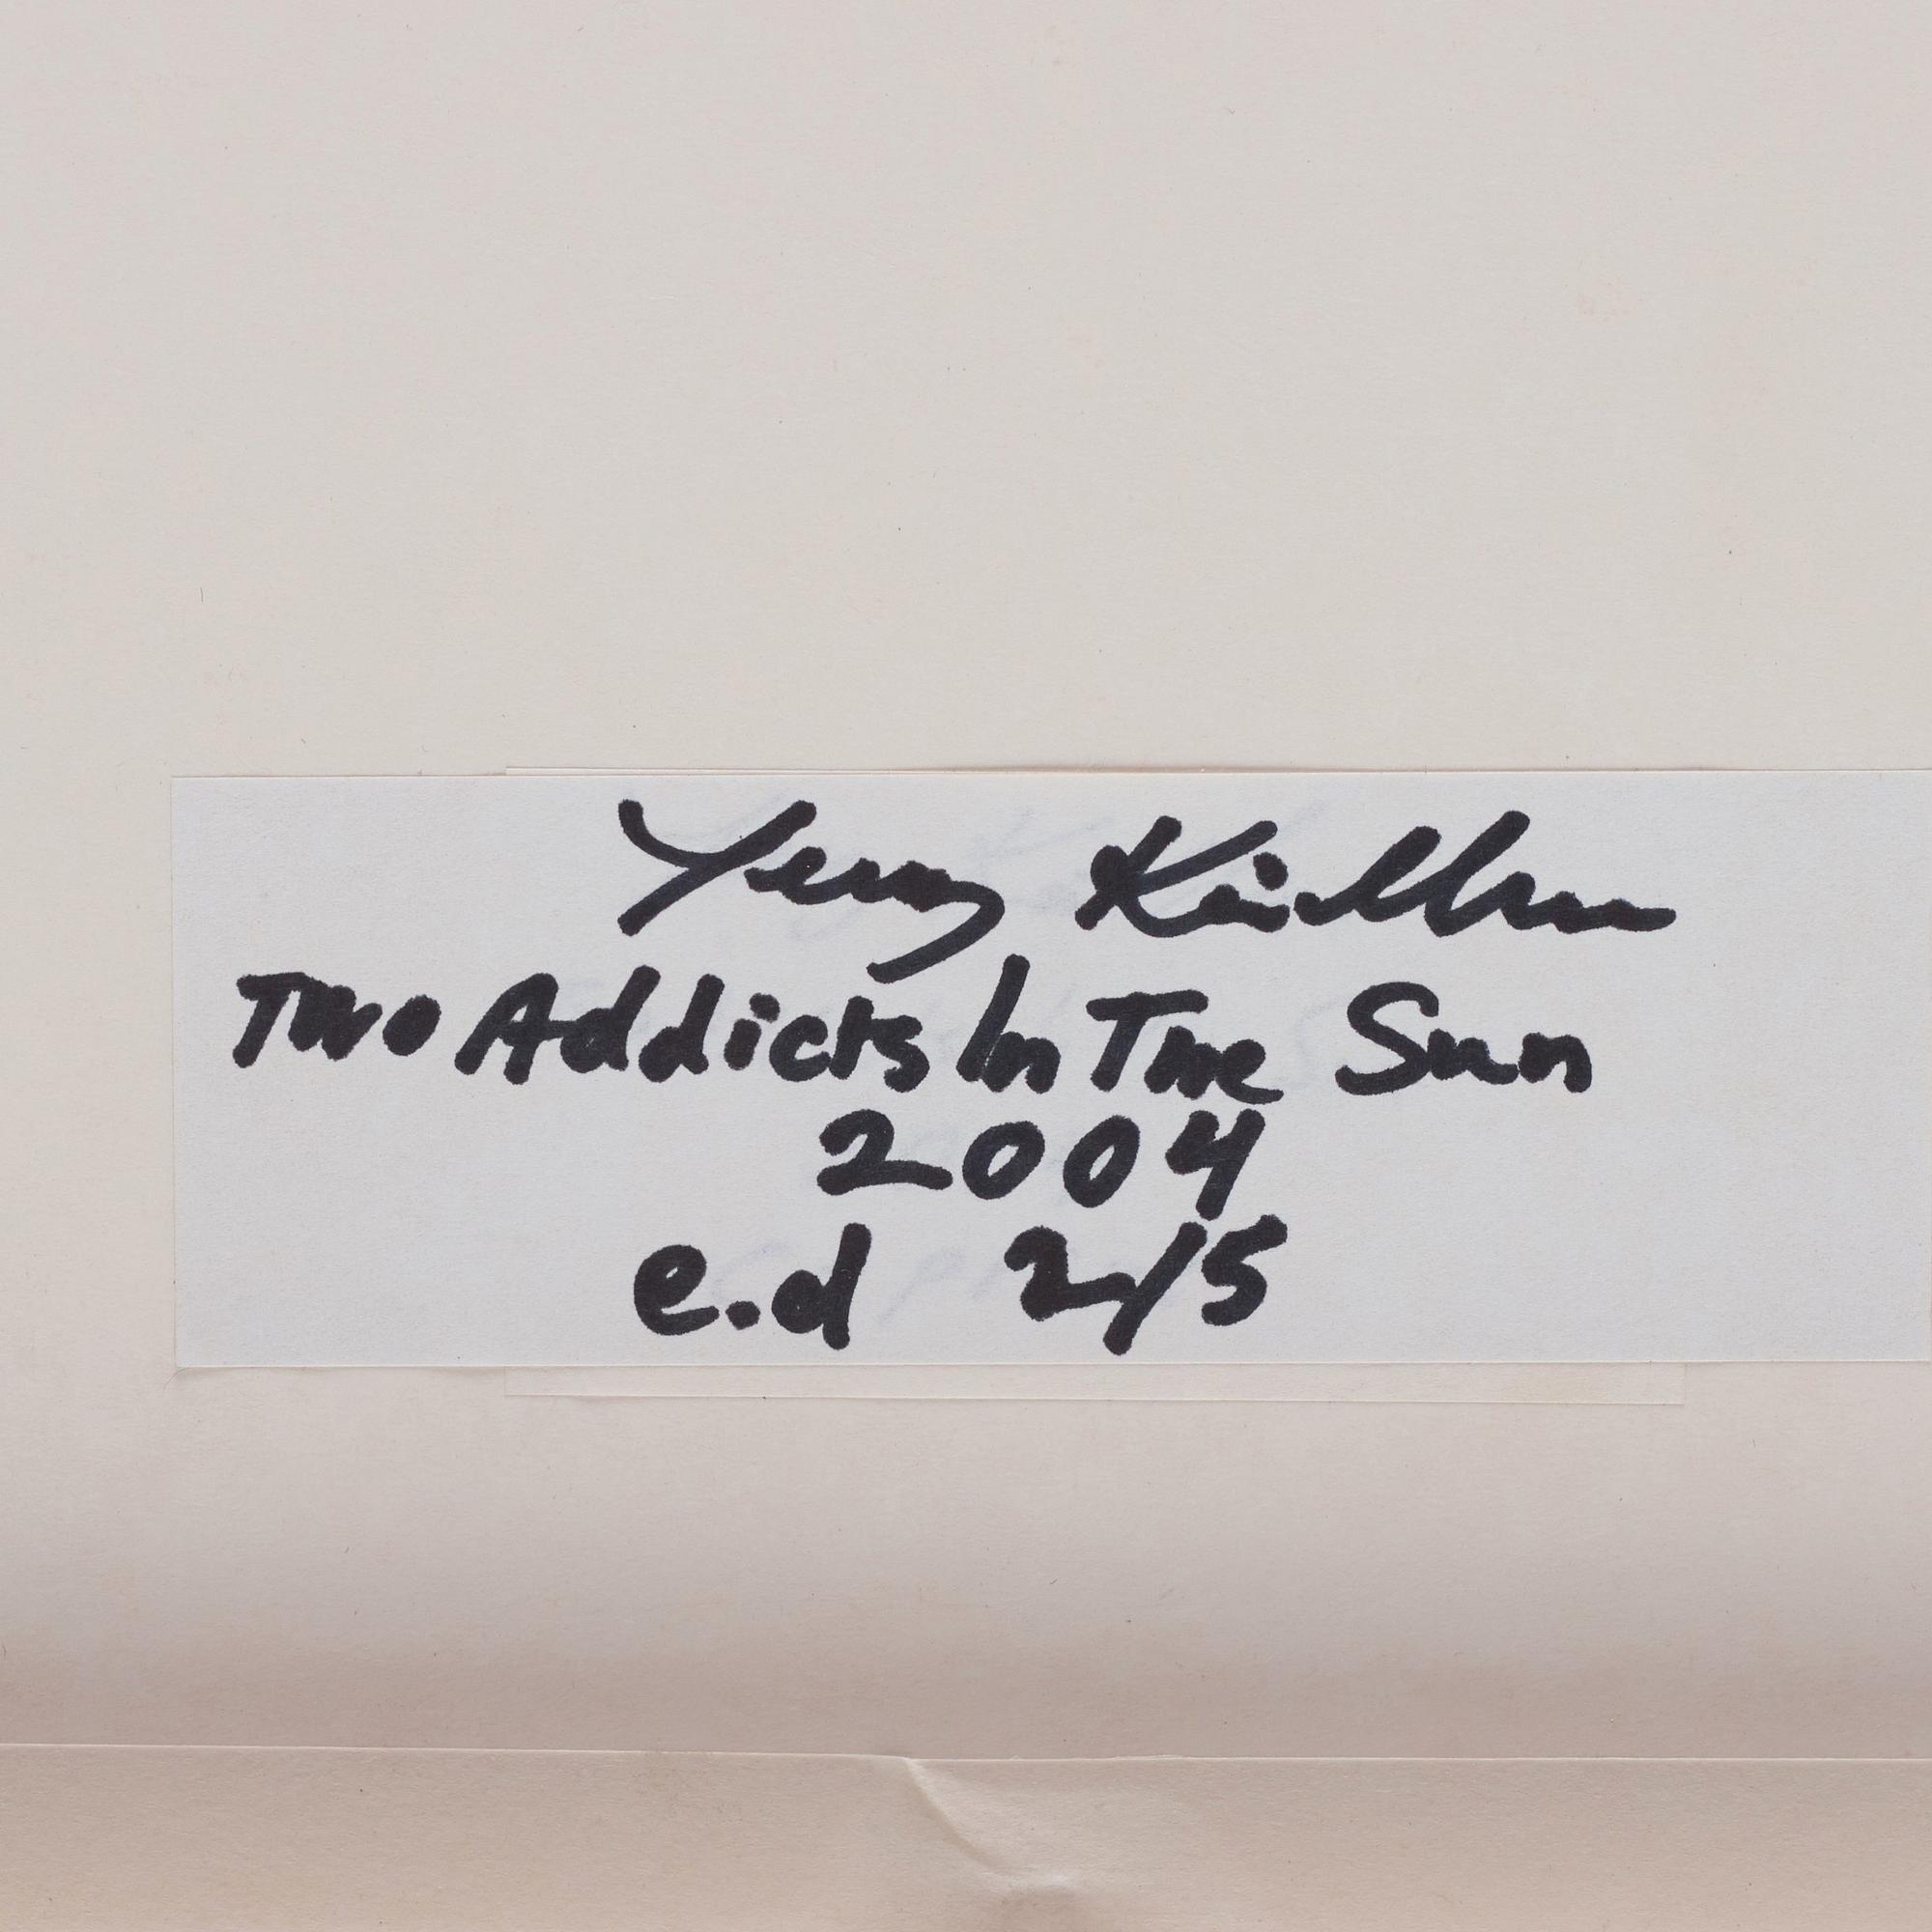 Two Addicts In The Sun
2004
e.d 2/5